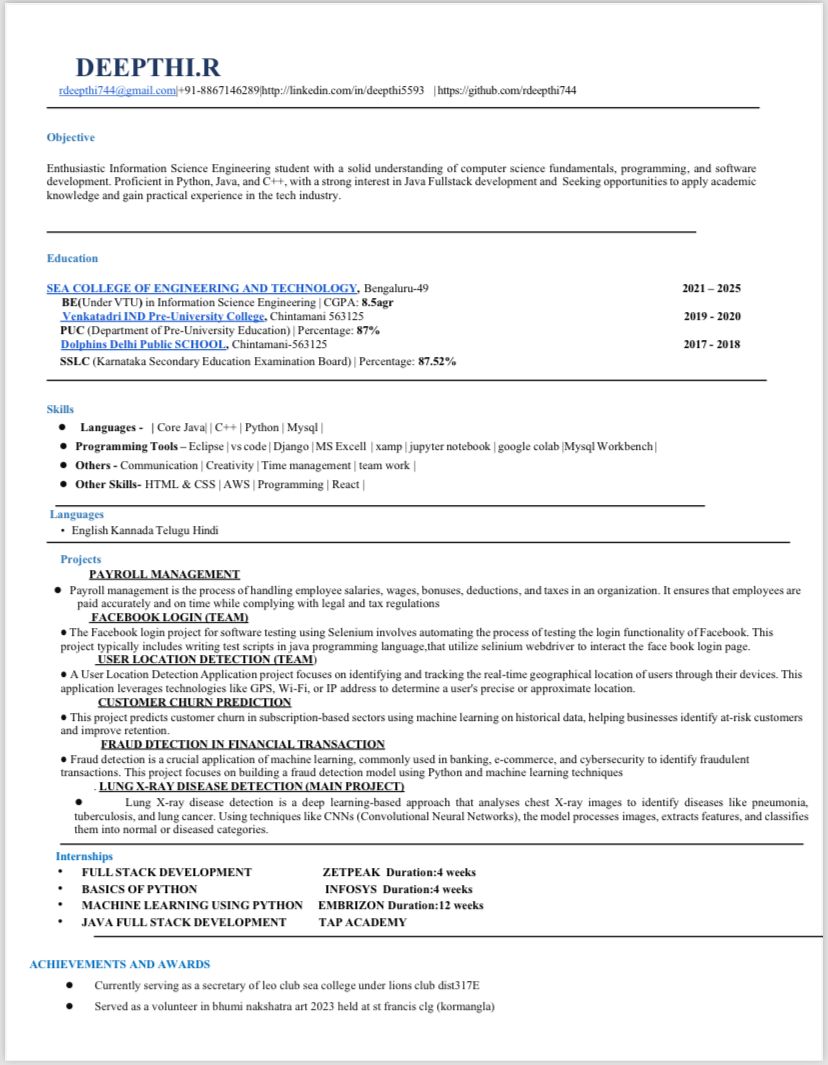 DEEPTHI.R
rdeepthi744@gmail.com|+91-8867146289|http://linkedin.com/in/deepthi5593 | https://github.com/rdeepthi744
Objective
Enthusiastic Information Science Engineering student with a solid understanding of computer science fundamentals, programming, and software
development. Proficient in Python, Java, and C++, with a strong interest in Java Fullstack development and Seeking opportunities to apply academic
knowledge and gain practical experience in the tech industry.
Education
SEA COLLEGE OF ENGINEERING AND TECHNOLOGY, Bengaluru-49 2021 – 2025
BE(Under VTU) in Information Science Engineering | CGPA: 8.5agr
Venkatadri IND Pre-University College, Chintamani 563125 2019 - 2020
PUC (Department of Pre-University Education) | Percentage: 87%
Dolphins Delhi Public SCHOOL, Chintamani-563125 2017 - 2018
SSLC (Karnataka Secondary Education Examination Board) | Percentage: 87.52%
Skills
● Languages - | Core Java| | C++ | Python | Mysql |
● Programming Tools – Eclipse | vs code | Django | MS Excell | xamp | jupyter notebook | google colab |Mysql Workbench |
● Others - Communication | Creativity | Time management | team work |
● Other Skills- HTML & CSS | AWS | Programming | React |
Languages
• English Kannada Telugu Hindi
Projects
PAYROLL MANAGEMENT
● Payroll management is the process of handling employee salaries, wages, bonuses, deductions, and taxes in an organization. It ensures that employees are
paid accurately and on time while complying with legal and tax regulations
FACEBOOK LOGIN (TEAM)
● The Facebook login project for software testing using Selenium involves automating the process of testing the login functionality of Facebook. This
project typically includes writing test scripts in java programming language,that utilize selinium webdriver to interact the face book login page.
USER LOCATION DETECTION (TEAM)
● A User Location Detection Application project focuses on identifying and tracking the real-time geographical location of users through their devices. This
application leverages technologies like GPS, Wi-Fi, or IP address to determine a user's precise or approximate location.
CUSTOMER CHURN PREDICTION
● This project predicts customer churn in subscription-based sectors using machine learning on historical data, helping businesses identify at-risk customers
and improve retention.
FRAUD DTECTION IN FINANCIAL TRANSACTION
● Fraud detection is a crucial application of machine learning, commonly used in banking, e-commerce, and cybersecurity to identify fraudulent
transactions. This project focuses on building a fraud detection model using Python and machine learning techniques
. LUNG X-RAY DISEASE DETECTION (MAIN PROJECT)
● Lung X-ray disease detection is a deep learning-based approach that analyses chest X-ray images to identify diseases like pneumonia,
tuberculosis, and lung cancer. Using techniques like CNNs (Convolutional Neural Networks), the model processes images, extracts features, and classifies
them into normal or diseased categories.
Internships
• FULL STACK DEVELOPMENT ZETPEAK Duration:4 weeks
• BASICS OF PYTHON INFOSYS Duration:4 weeks
• MACHINE LEARNING USING PYTHON EMBRIZON Duration:12 weeks
• JAVA FULL STACK DEVELOPMENT TAP ACADEMY
ACHIEVEMENTS AND AWARDS
● Currently serving as a secretary of leo club sea college under lions club dist317E
● Served as a volunteer in bhumi nakshatra art 2023 held at st francis clg (kormangla)